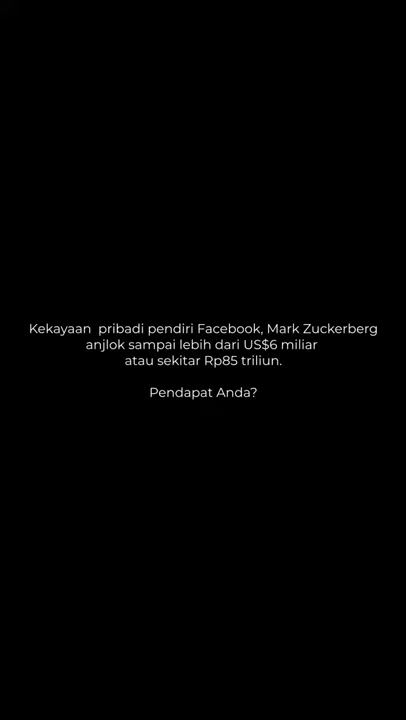 Kekayaan  pribadi pendiri Facebook, Mark Zuckerberg
anjlok sampai lebih dari US$6 miliar
atau sekitar Rp85 triliun.
Pendapat Anda?